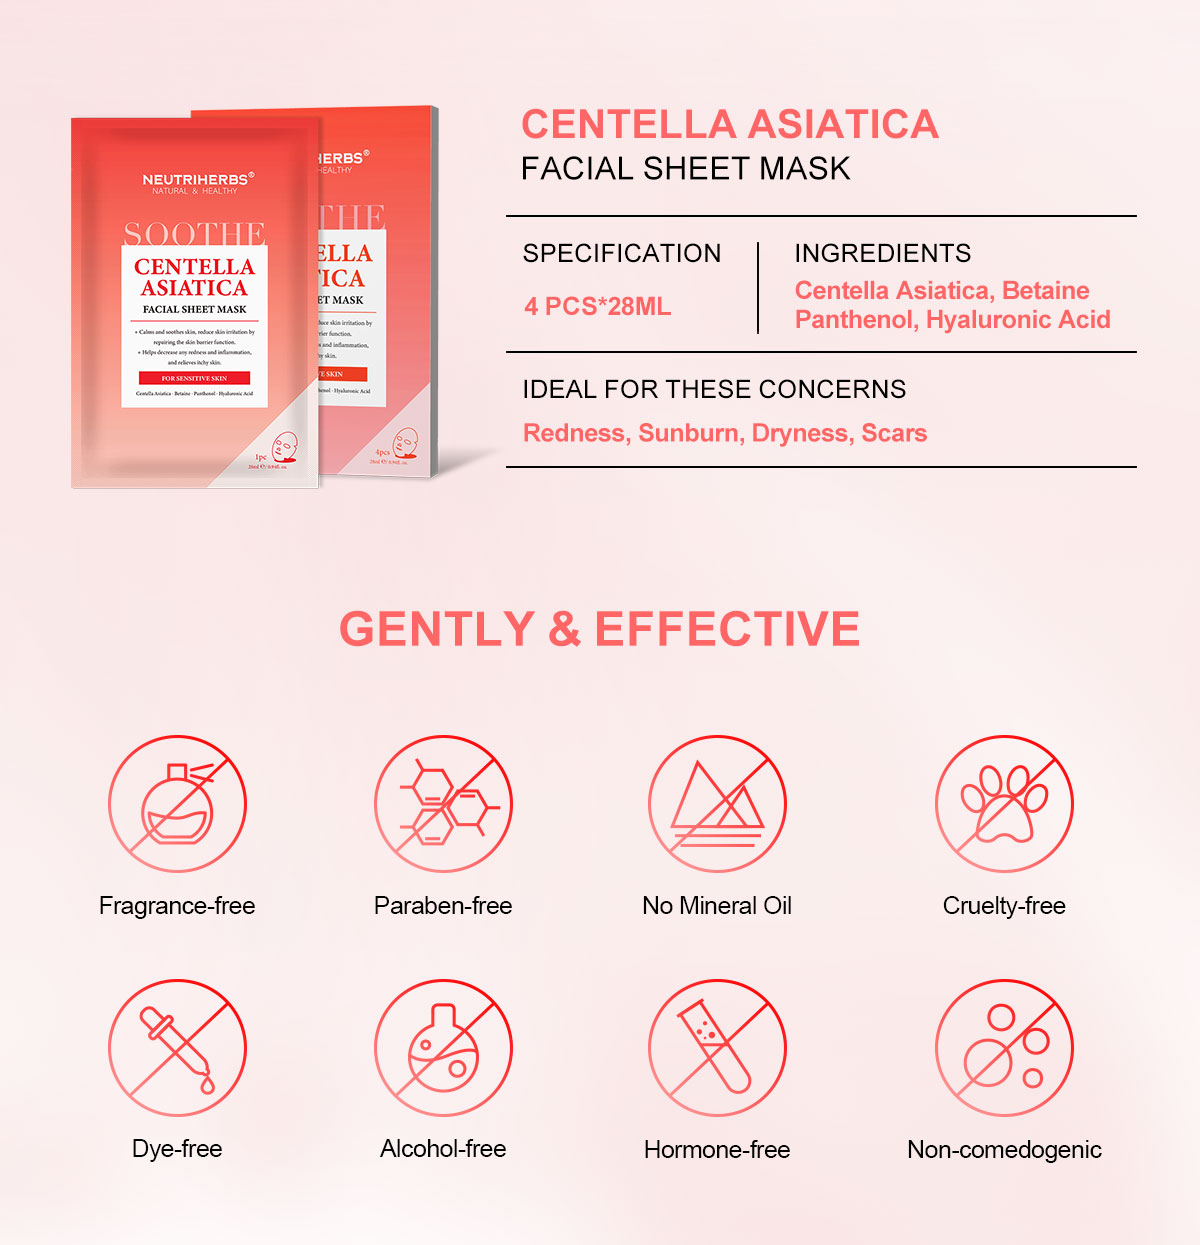 NEUTRIHERBS®
NATURAL & HEALTHY
SOOTHE
CENTELLA
ASIATICA
FACIAL SHEET MASK
+ Calms and soothes skin, reduce skin irritation by
repairing the skin barrier function.
+ Helps decrease any redness and inflammation,
and relieves itchy skin.
FOR SENSITIVE SKIN
Centella Asiatica · Betaine · Panthenol · Hyaluronic Acid
1pc
28ml ℮ / 0.94fl. oz.
HERBS®
HEALTHY
THE
ELLA
TICA
ET MASK
duce skin irritation by
rier function.
s and inflammation,
hy skin.
VE SKIN
henol · Hyaluronic Acid
4pcs
28ml ℮ / 0.94fl. oz.
CENTELLA ASIATICA
FACIAL SHEET MASK
SPECIFICATION
4 PCS*28ML
INGREDIENTS
Centella Asiatica, Betaine
Panthenol, Hyaluronic Acid
IDEAL FOR THESE CONCERNS
Redness, Sunburn, Dryness, Scars
GENTLY & EFFECTIVE
Fragrance-free
Paraben-free
No Mineral Oil
Cruelty-free
Dye-free
Alcohol-free
Hormone-free
Non-comedogenic